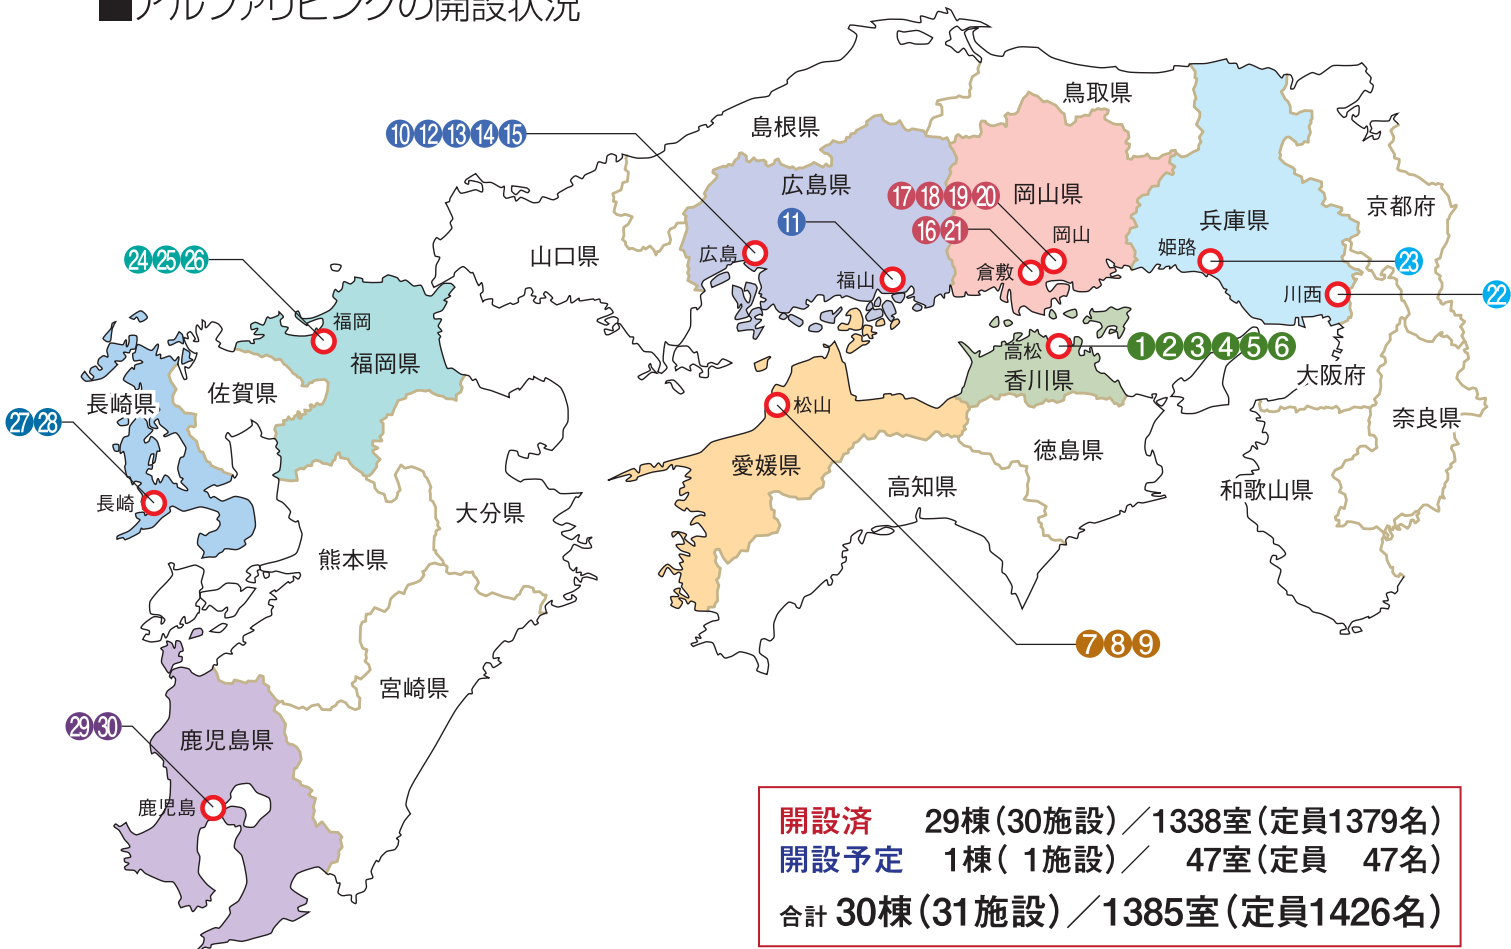 ■アルファリビングの開設状況
鳥取県
島根県
⑩⑫⑬⑭⑮
広島県
⑰⑱⑲⑳
岡山県
京都府
⑪
兵庫県
⑯㉑
岡山
姫路
山口県
広島
㉔㉕㉖
㉓
倉敷
福山
川西
㉒
福岡
高松
❶❷❸❹❺❻
福岡県
香川県
大阪府
佐賀県
長崎県
松山
奈良県
㉗㉘
徳島県
愛媛県
高知県
和歌山県
長崎
大分県
熊本県
❼❽❾
宮崎県
㉙㉚
鹿児島県
鹿児島
開設済 29棟(30施設)／1338室(定員1379名)
開設予定 1棟( 1施設)／ 47室(定員 47名)
合計 30棟(31施設)／1385室(定員1426名)